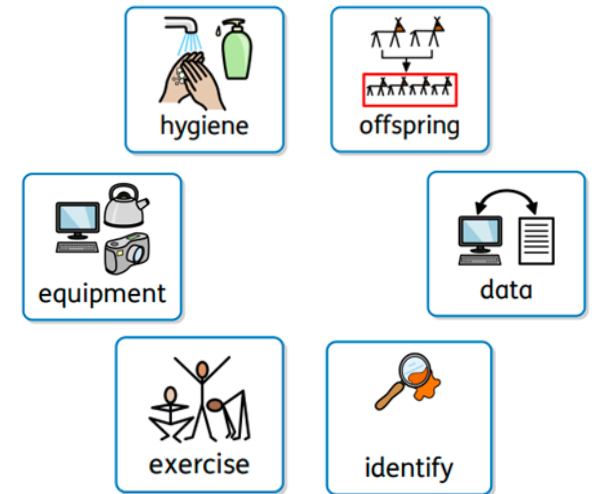 hygiene
offspring
equipment
data
exercise
identify